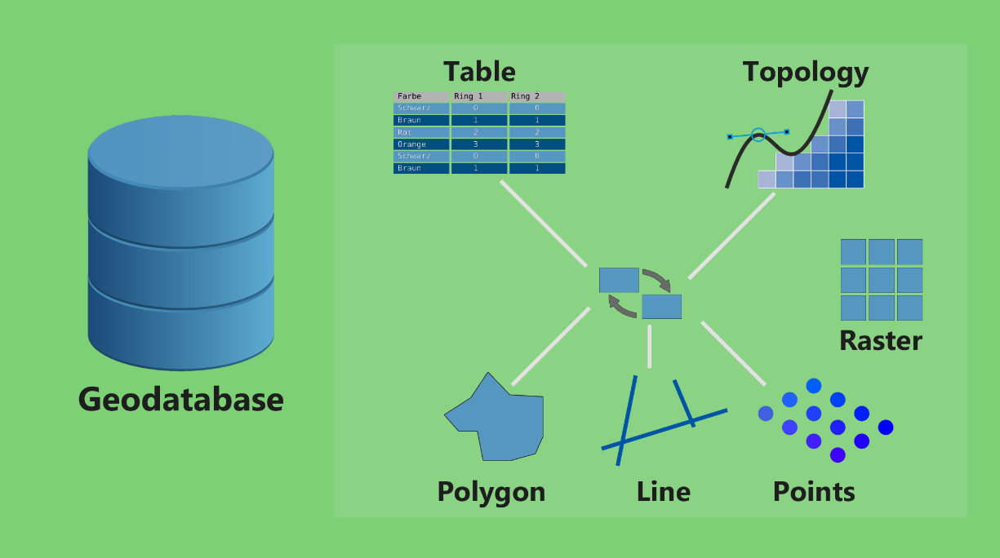 Table
Topology
Farbe Ring 1 Ring 2
Schwarz 0 0
Braun 1 1
Rot 2 2
Orange 3 3
Schwarz 0 0
Braun 1 1
Raster
Geodatabase
Polygon
Line
Points